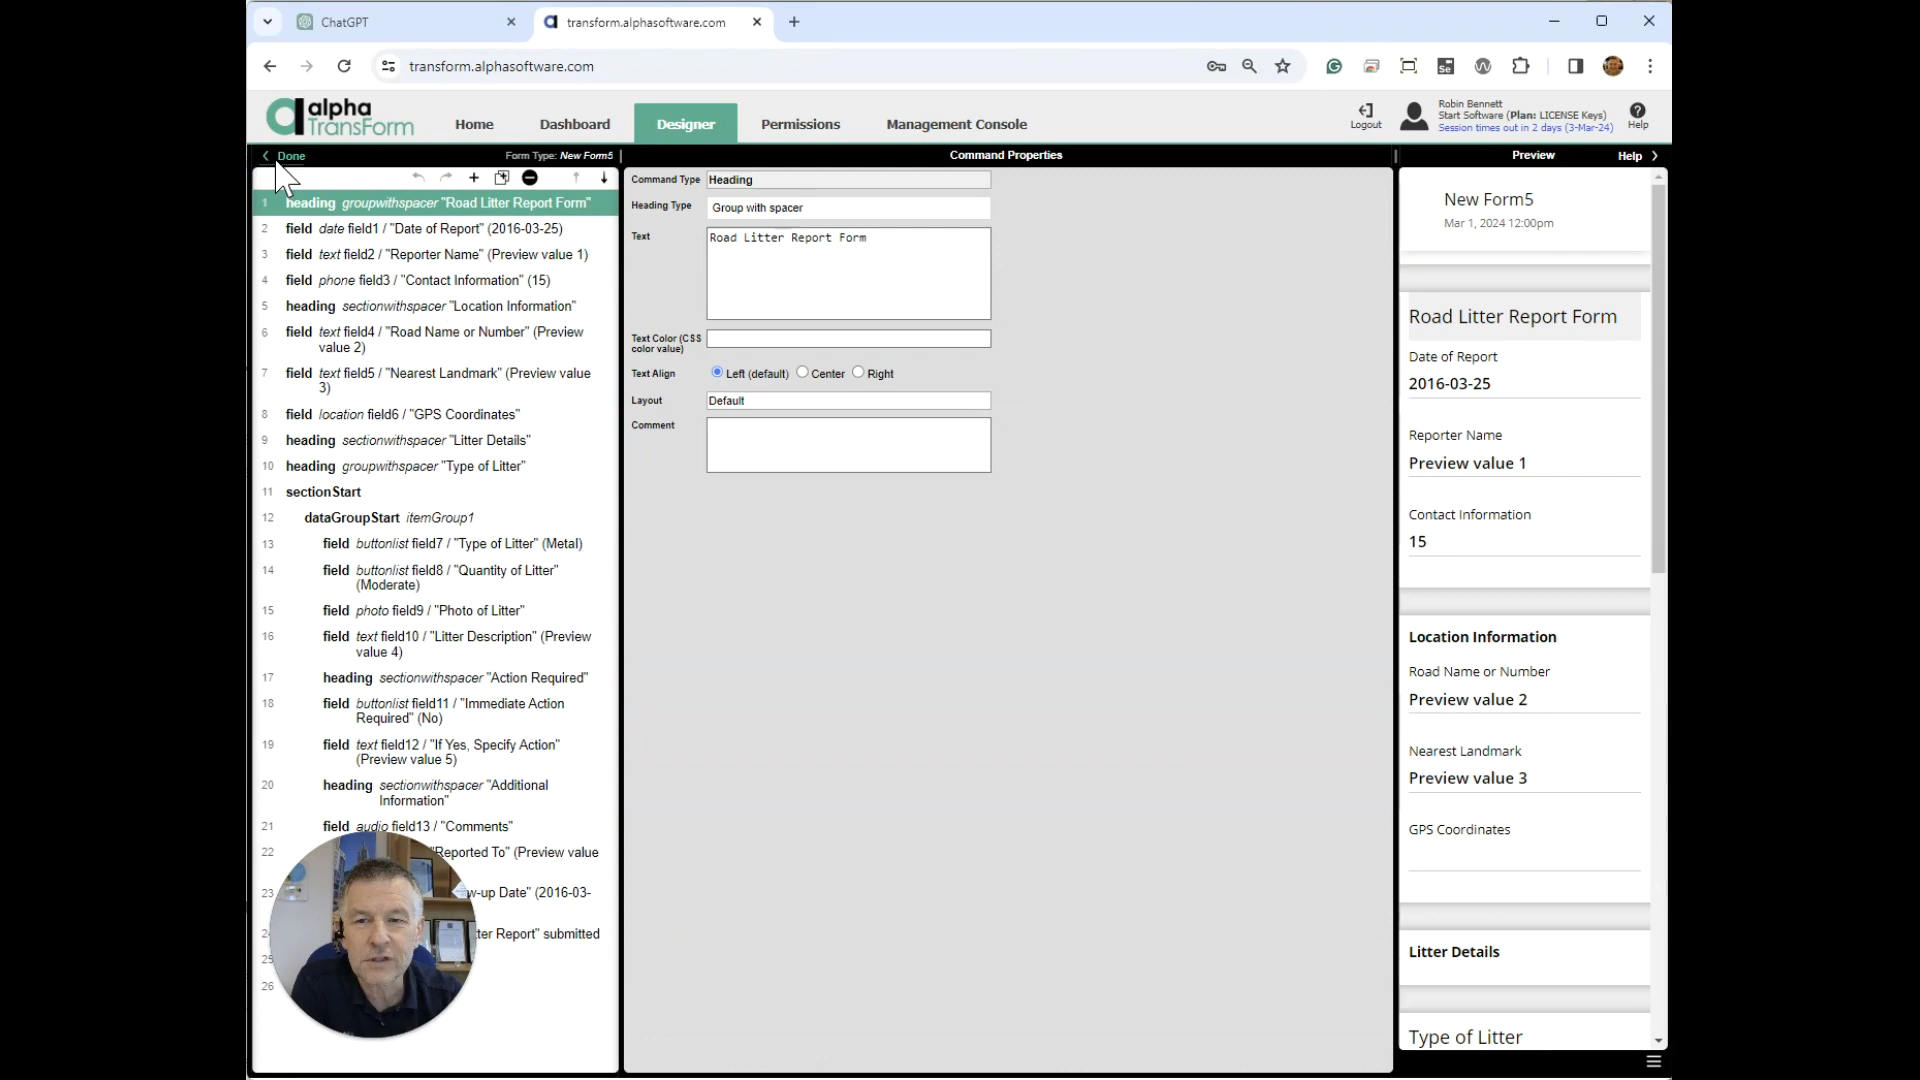 ChatGPT
transform.alphasoftware.com
transform.alphasoftware.com
alpha
TransForm
Home
Dashboard
Designer
Permissions
Management Console
Logout
Robin Bennett
Start Software (Plan: LICENSE Keys)
Session times out in 2 days (3-Mar-24)
Help
Done
Form Type: New Form5
Command Properties
Preview
Help
1 heading groupwithspacer "Road Litter Report Form"
2 field date field1 / "Date of Report" (2016-03-25)
3 field text field2 / "Reporter Name" (Preview value 1)
4 field phone field3 / "Contact Information" (15)
5 heading sectionwithspacer "Location Information"
6 field text field4 / "Road Name or Number" (Preview
value 2)
7 field text field5 / "Nearest Landmark" (Preview value
3)
8 field location field6 / "GPS Coordinates"
9 heading sectionwithspacer "Litter Details"
10 heading groupwithspacer "Type of Litter"
11 sectionStart
12 dataGroupStart itemGroup1
13 field buttonlist field7 / "Type of Litter" (Metal)
14 field buttonlist field8 / "Quantity of Litter"
(Moderate)
15 field photo field9 / "Photo of Litter"
16 field text field10 / "Litter Description" (Preview
value 4)
17 heading sectionwithspacer "Action Required"
18 field buttonlist field11 / "Immediate Action
Required" (No)
19 field text field12 / "If Yes, Specify Action"
(Preview value 5)
20 heading sectionwithspacer "Additional
Information"
21 field audio field13 / "Comments"
22 "Reported To" (Preview value
23 w-up Date" (2016-03-
ter Report" submitted
25
26
Command Type Heading
Heading Type Group with spacer
Text Road Litter Report Form
Text Color (CSS
color value)
Text Align Left (default) Center Right
Layout Default
Comment
New Form5
Mar 1, 2024 12:00pm
Road Litter Report Form
Date of Report
2016-03-25
Reporter Name
Preview value 1
Contact Information
15
Location Information
Road Name or Number
Preview value 2
Nearest Landmark
Preview value 3
GPS Coordinates
Litter Details
Type of Litter